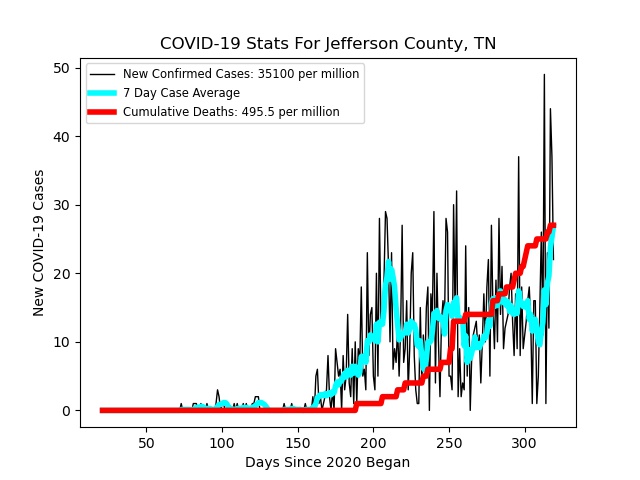 COVID-19 Stats For Jefferson County, TN
New Confirmed Cases: 35100 per million
7 Day Case Average
Cumulative Deaths: 495.5 per million
New COVID-19 Cases
50
40
30
20
10
0
50 100 150 200 250 300
Days Since 2020 Began